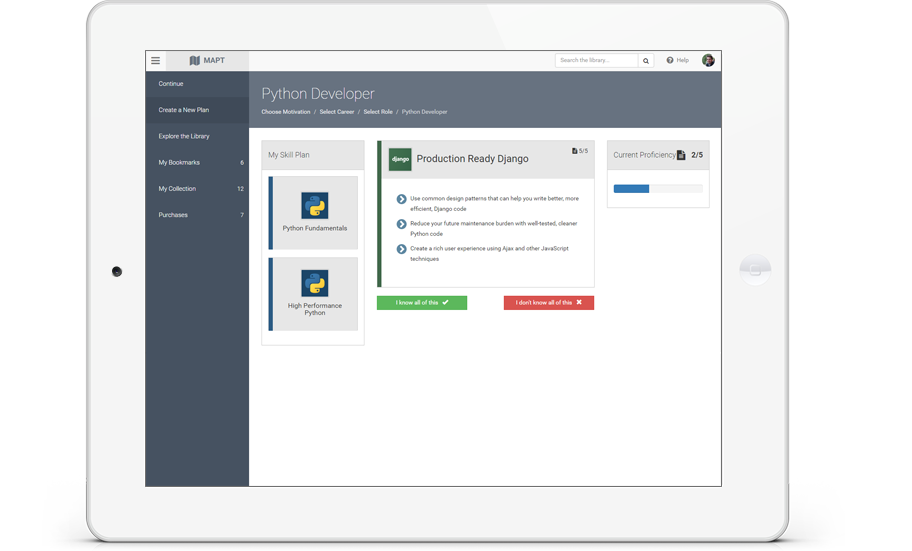 MAPT
Search the library...
Help
Continue
Create a New Plan
Explore the Library
My Bookmarks 6
My Collection 12
Purchases 7
Python Developer
Choose Motivation / Select Career / Select Role / Python Developer
My Skill Plan
Python Fundamentals
High Performance
Python
django
Production Ready Django
5/5
Use common design patterns that can help you write better, more
efficient, Django code
Reduce your future maintenance burden with well-tested, cleaner
Python code
Create a rich user experience using Ajax and other JavaScript
techniques
I know all of this
I don't know all of this
Current Proficiency 2/5